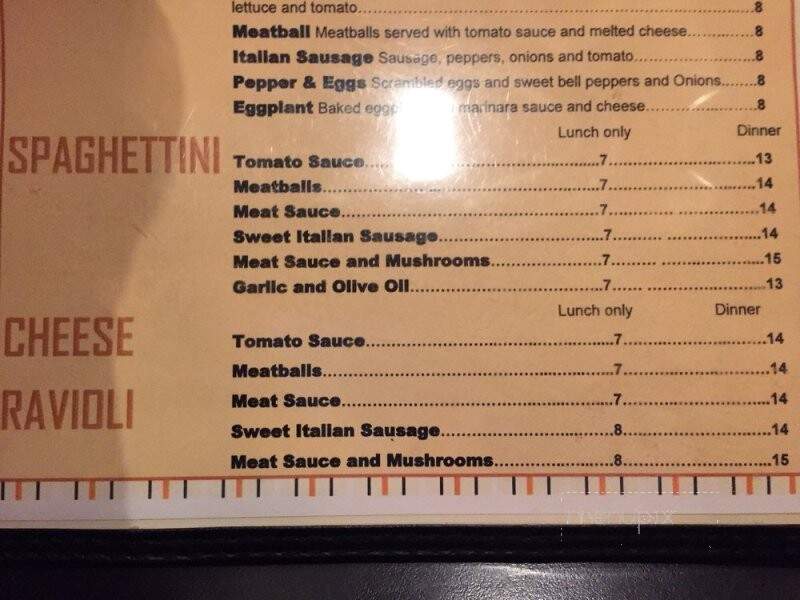 lettuce and tomato..........8
Meatball Meatballs served with tomato sauce and melted cheese..........8
Italian Sausage Sausage, peppers, onions and tomato..........8
Pepper & Eggs Scrambled eggs and sweet bell peppers and Onions..........8
Eggplant Baked marinara sauce and cheese..........8
SPAGHETTINI
Lunch only Dinner
Tomato Sauce..........7..........13
Meatballs..........7..........14
Meat Sauce..........7..........14
Sweet Italian Sausage..........7..........14
Meat Sauce and Mushrooms..........7..........15
Garlic and Olive Oil..........7..........13
CHEESE
RAVIOLI
Lunch only Dinner
Tomato Sauce..........7..........14
Meatballs..........7..........14
Meat Sauce..........7..........14
Sweet Italian Sausage..........8..........14
Meat Sauce and Mushrooms..........8..........15